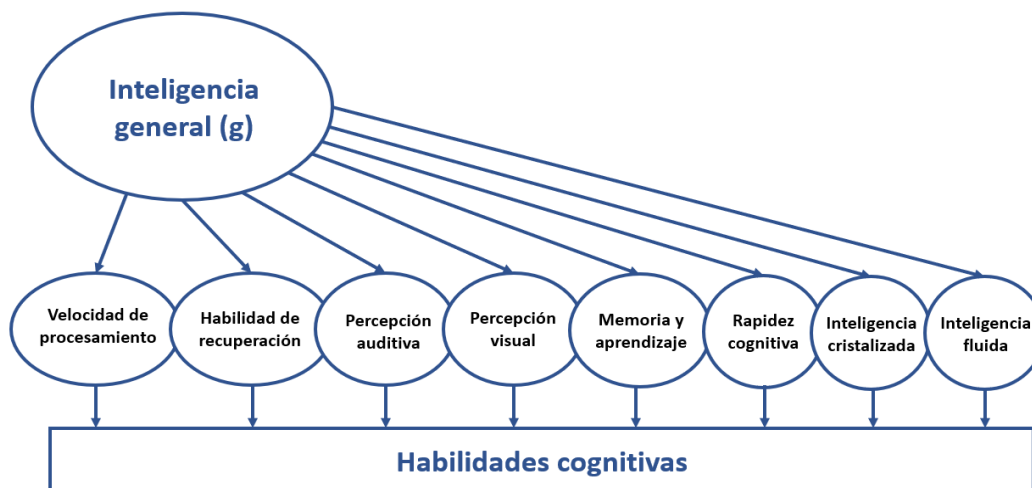 Inteligencia
general (g)
Velocidad de
procesamiento
Habilidad de
recuperación
Percepción
auditiva
Percepción
visual
Memoria y
aprendizaje
Rapidez
cognitiva
Inteligencia
cristalizada
Inteligencia
fluida
Habilidades cognitivas